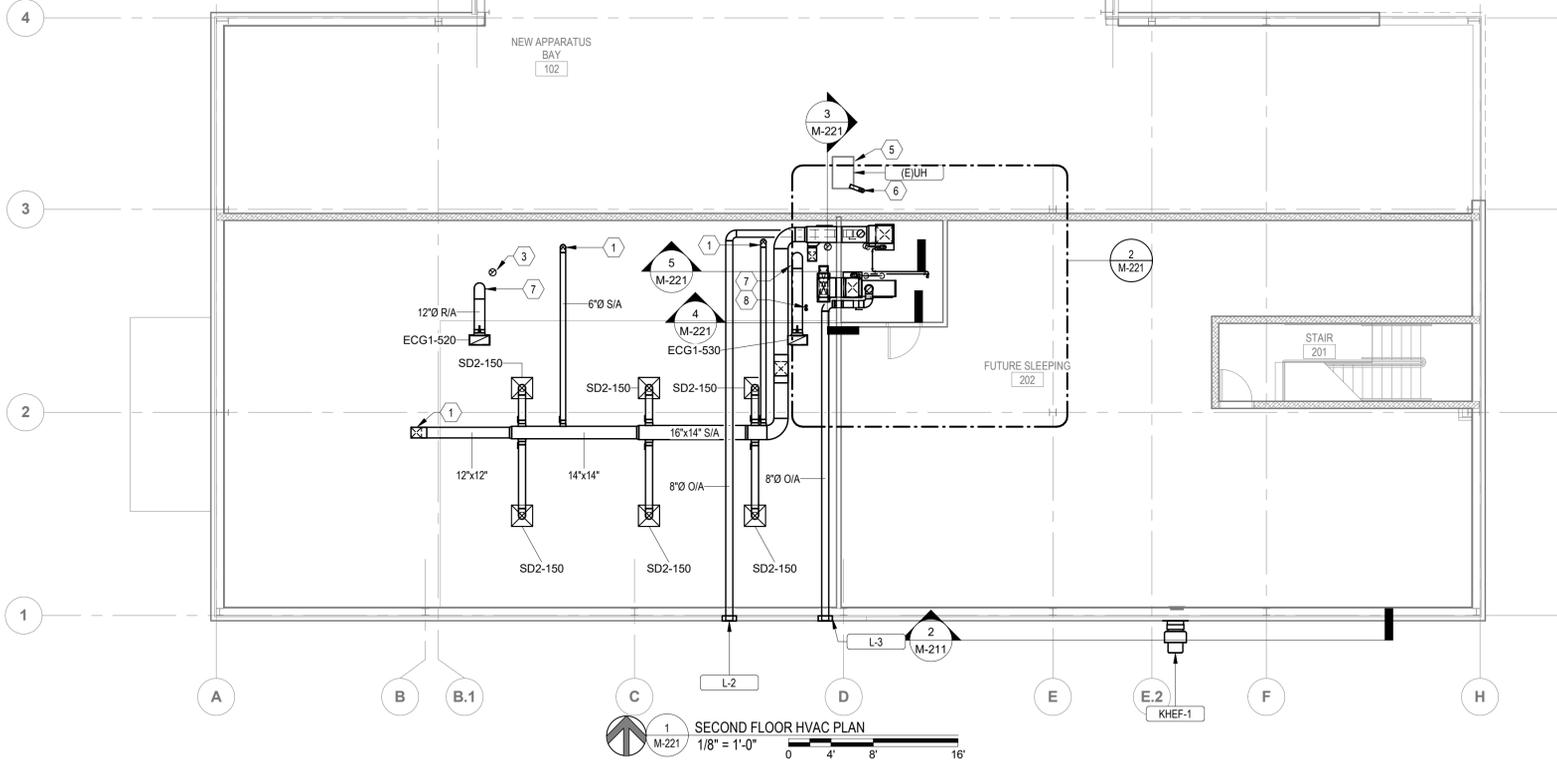 4
NEW APPARATUS
BAY
102
3
M-221
5
(E)UH
6
3
1
1
3
5
M-221
7
7
8
2
M-221
6"Ø S/A
12"Ø R/A
4
M-221
ECG1-520
ECG1-530
STAIR
201
SD2-150
FUTURE SLEEPING
202
SD2-150
SD2-150
2
1
16"x14" S/A
12"x12"
14"x14"
8"Ø O/A
8"Ø O/A
SD2-150
SD2-150
SD2-150
1
L-3
2
M-211
L-2
A
B
B.1
C
D
E
E.2
F
H
KHEF-1
1
M-221
SECOND FLOOR HVAC PLAN
1/8" = 1'-0"
0
4'
8'
16'